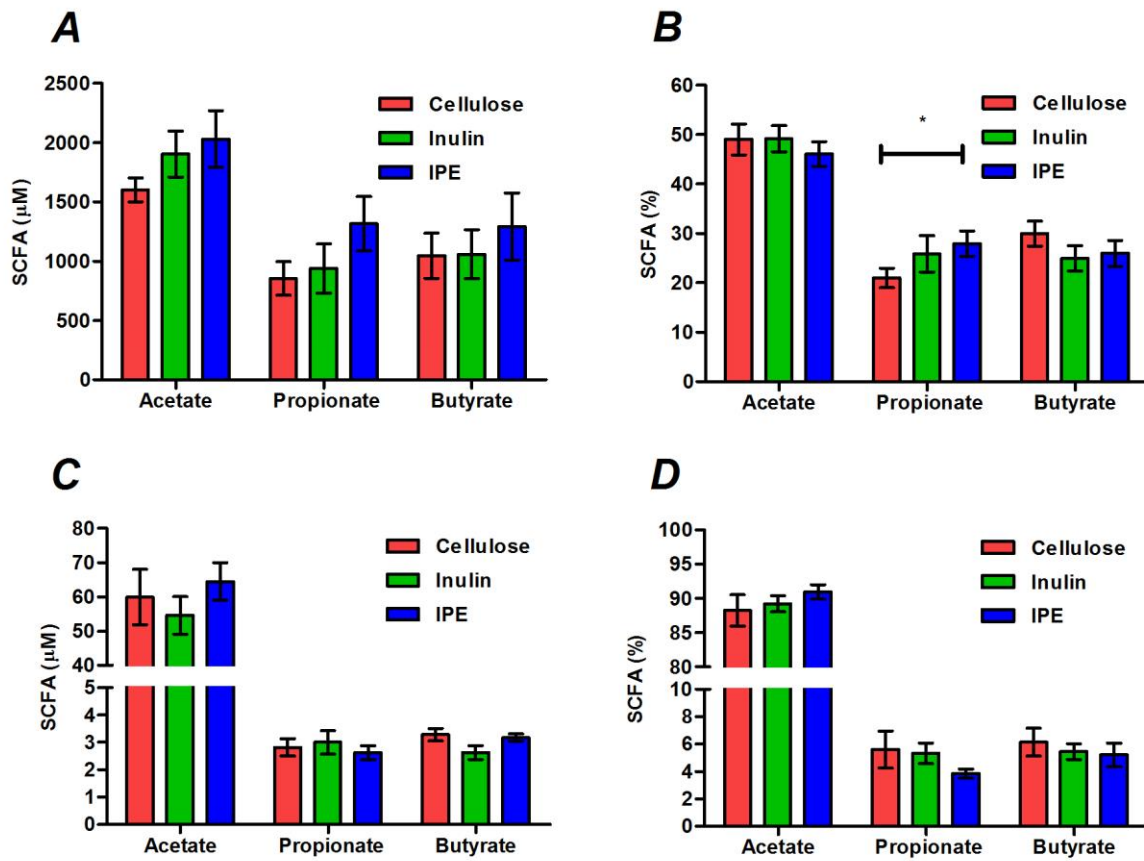 A
SCFA (µM)
2500
2000
1500
1000
500
0
Cellulose
Inulin
IPE
Acetate Propionate Butyrate
B
SCFA (%)
60
50
40
30
20
10
0
Cellulose
Inulin
IPE
*
Acetate Propionate Butyrate
C
SCFA (µM)
80
70
60
50
40
5
4
3
2
1
0
Cellulose
Inulin
IPE
Acetate Propionate Butyrate
D
SCFA (%)
100
95
90
85
80
10
8
6
4
2
0
Cellulose
Inulin
IPE
Acetate Propionate Butyrate